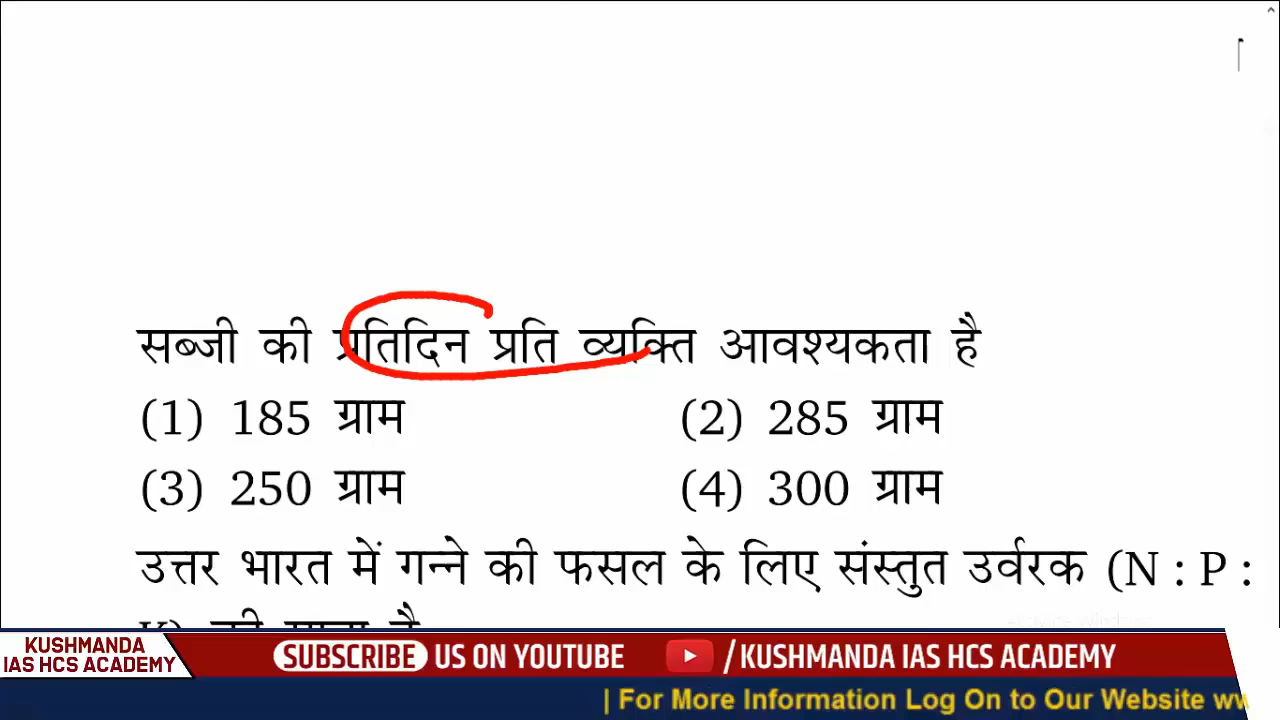 सब्जी की प्रतिदिन प्रति व्यक्ति आवश्यकता है
(1) 185 ग्राम (2) 285 ग्राम
(3) 250 ग्राम (4) 300 ग्राम
उत्तर भारत में गन्ने की फसल के लिए संस्तुत उर्वरक (N : P :
KUSHMANDA
IAS HCS ACADEMY
SUBSCRIBE US ON YOUTUBE /KUSHMANDA IAS HCS ACADEMY
| For More Information Log On to Our Website